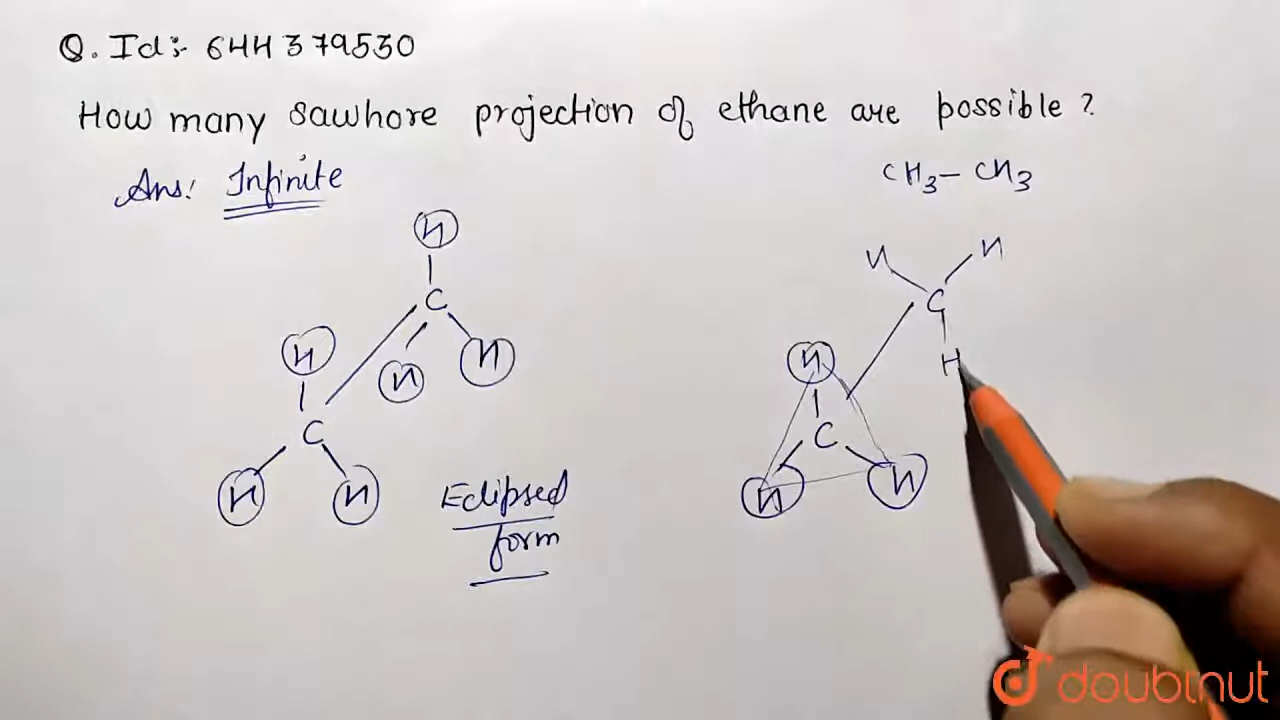 Q. Id:- 644379530
How many sawhore projection of ethane are possible?
Ans: Infinite
CH3 – CH3
H
H H
C
C
H
H
H H
H
H
C
C
H H
H H
Eclipsed
form
doubtnut